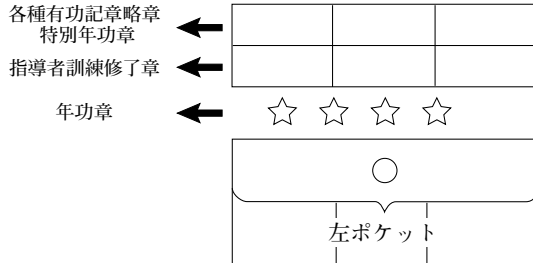 各種有功記章略章
特別年功章
指導者訓練修了章
年功章
左ポケット